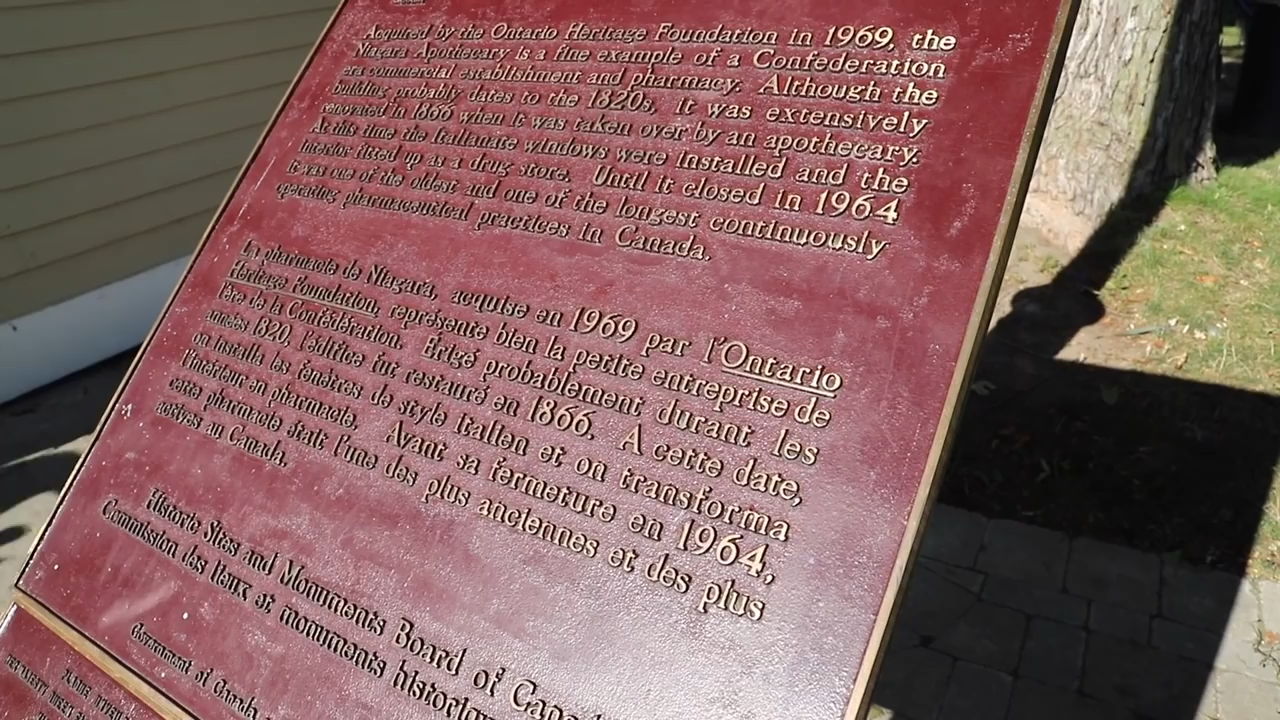 Acquired by the Ontario Heritage Foundation in 1969, the
Niagara Apothecary is a fine example of a Confederation
era commercial establishment and pharmacy. Although the
building probably dates to the 1820s, it was extensively
renovated in 1866 when it was taken over by an apothecary.
At this time the Italianate windows were installed and the
interior fitted up as a drug store. Until it closed in 1964
it was one of the oldest and one of the longest continuously
operating pharmaceutical practices in Canada.
La pharmacie de Niagara, acquise en 1969 par l'Ontario
Heritage Foundation, représente bien la petite entreprise de
l'ère de la Confédération. Érigé probablement durant les
années 1820, l'édifice fut restauré en 1866. A cette date,
on installa les fenêtres de style italien et on transforma
l'intérieur en pharmacie. Avant sa fermeture en 1964,
cette pharmacie était l'une des plus anciennes et des plus
actives au Canada.
Historic Sites and Monuments Board of
Commission des lieux et monuments
Government of Canada